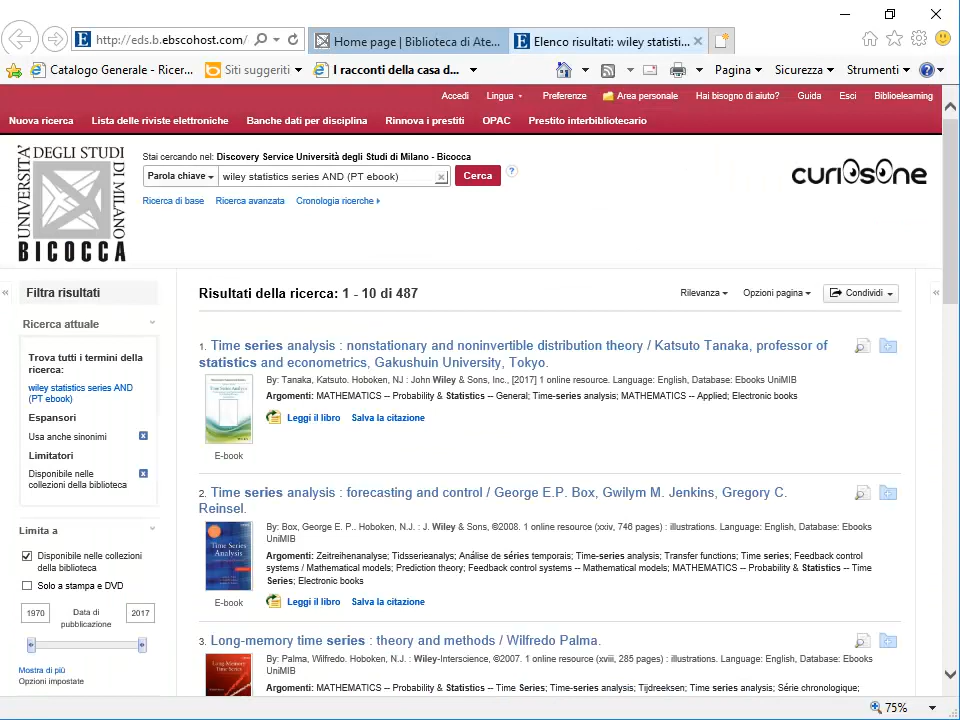 http://eds.b.ebscohost.com/
Home page | Biblioteca di Ate...
Elenco risultati: wiley statisti...
Catalogo Generale - Ricer...
Siti suggeriti
I racconti della casa d...
Pagina
Sicurezza
Strumenti
Accedi
Lingua
Preferenze
Area personale
Hai bisogno di aiuto?
Guida
Esci
Biblioelearning
Nuova ricerca
Lista delle riviste elettroniche
Banche dati per disciplina
Rinnova i prestiti
OPAC
Prestito interbibliotecario
UNIVERSITA'
DEGLI STUDI
DI MILANO
BICOCCA
Stai cercando nel: Discovery Service Università degli Studi di Milano - Bicocca
Parola chiave
wiley statistics series AND (PT ebook)
Cerca
Ricerca di base
Ricerca avanzata
Cronologia ricerche
curiosone
Filtra risultati
Ricerca attuale
Trova tutti i termini della
ricerca:
wiley statistics series AND
(PT ebook)
Espansori
Usa anche sinonimi
Limitatori
Disponibile nelle
collezioni della biblioteca
Limita a
Disponibile nelle collezioni
della biblioteca
Solo a stampa e DVD
1970
Data di
pubblicazione
2017
Mostra di più
Opzioni impostate
Risultati della ricerca: 1 - 10 di 487
Rilevanza
Opzioni pagina
Condividi
1. Time series analysis : nonstationary and noninvertible distribution theory / Katsuto Tanaka, professor of
statistics and econometrics, Gakushuin University, Tokyo.
By: Tanaka, Katsuto. Hoboken, NJ : John Wiley & Sons, Inc., [2017] 1 online resource. Language: English, Database: Ebooks UniMIB
Argomenti: MATHEMATICS -- Probability & Statistics -- General; Time-series analysis; MATHEMATICS -- Applied; Electronic books
Leggi il libro
Salva la citazione
E-book
2. Time series analysis : forecasting and control / George E.P. Box, Gwilym M. Jenkins, Gregory C.
Reinsel.
By: Box, George E. P.. Hoboken, N.J. : J. Wiley & Sons, ©2008. 1 online resource (xxiv, 746 pages) : illustrations. Language: English, Database: Ebooks
UniMIB
Argomenti: Zeitreihenanalyse; Tidsserieanalys; Análise de séries temporais; Time-series analysis; Transfer functions; Time series; Feedback control
systems / Mathematical models; Prediction theory; Feedback control systems -- Mathematical models; MATHEMATICS -- Probability & Statistics -- Time
Series; Electronic books
Time Series
Analysis
Leggi il libro
Salva la citazione
E-book
3. Long-memory time series : theory and methods / Wilfredo Palma.
By: Palma, Wilfredo. Hoboken, N.J. : Wiley-Interscience, ©2007. 1 online resource (xviii, 285 pages) : illustrations. Language: English, Database: Ebooks
UniMIB
Argomenti: MATHEMATICS -- Probability & Statistics -- Time Series; Time-series analysis; Tijdreeksen; Time series analysis; Série chronologique;
75%